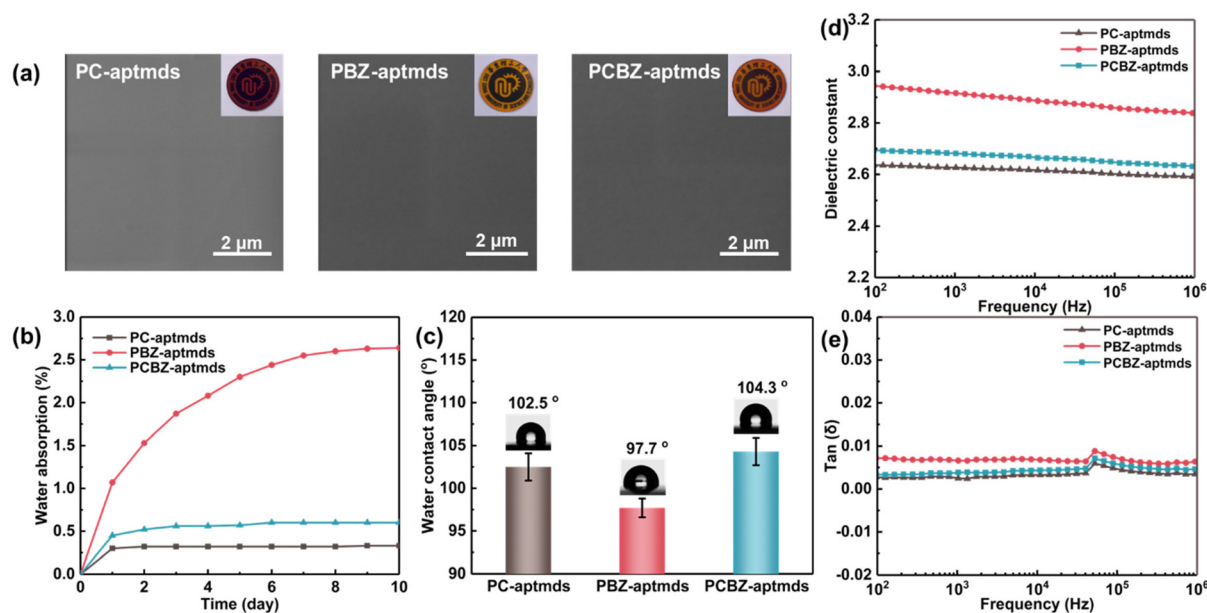 (a)
PC-aptmds
2 μm
PBZ-aptmds
2 μm
PCBZ-aptmds
2 μm
(b)
Water absorption (%)
3.0
2.5
2.0
1.5
1.0
0.5
0.0
PC-aptmds
PBZ-aptmds
PCBZ-aptmds
0 2 4 6 8 10
Time (day)
(c)
Water contact angle (°)
120
115
110
105
100
95
90
102.5 °
97.7 °
104.3 °
PC-aptmds PBZ-aptmds PCBZ-aptmds
(d)
Dielectric constant
3.2
3.0
2.8
2.6
2.4
2.2
PC-aptmds
PBZ-aptmds
PCBZ-aptmds
10² 10³ 10⁴ 10⁵ 10⁶
Frequency (Hz)
(e)
Tan (δ)
0.04
0.03
0.02
0.01
0.00
-0.01
-0.02
PC-aptmds
PBZ-aptmds
PCBZ-aptmds
10² 10³ 10⁴ 10⁵ 10⁶
Frequency (Hz)